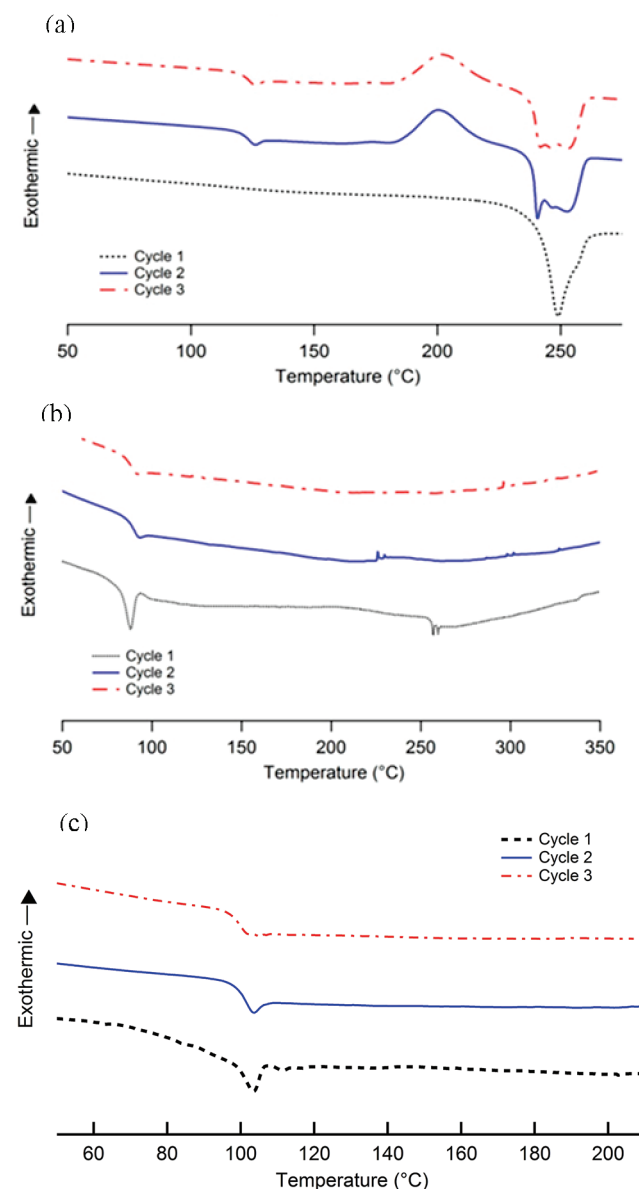 (a)
Exothermic
Cycle 1
Cycle 2
Cycle 3
50 100 150 200 250
Temperature (°C)
(b)
Exothermic
Cycle 1
Cycle 2
Cycle 3
50 100 150 200 250 300 350
Temperature (°C)
(c)
Cycle 1
Cycle 2
Cycle 3
Exothermic
60 80 100 120 140 160 180 200
Temperature (°C)